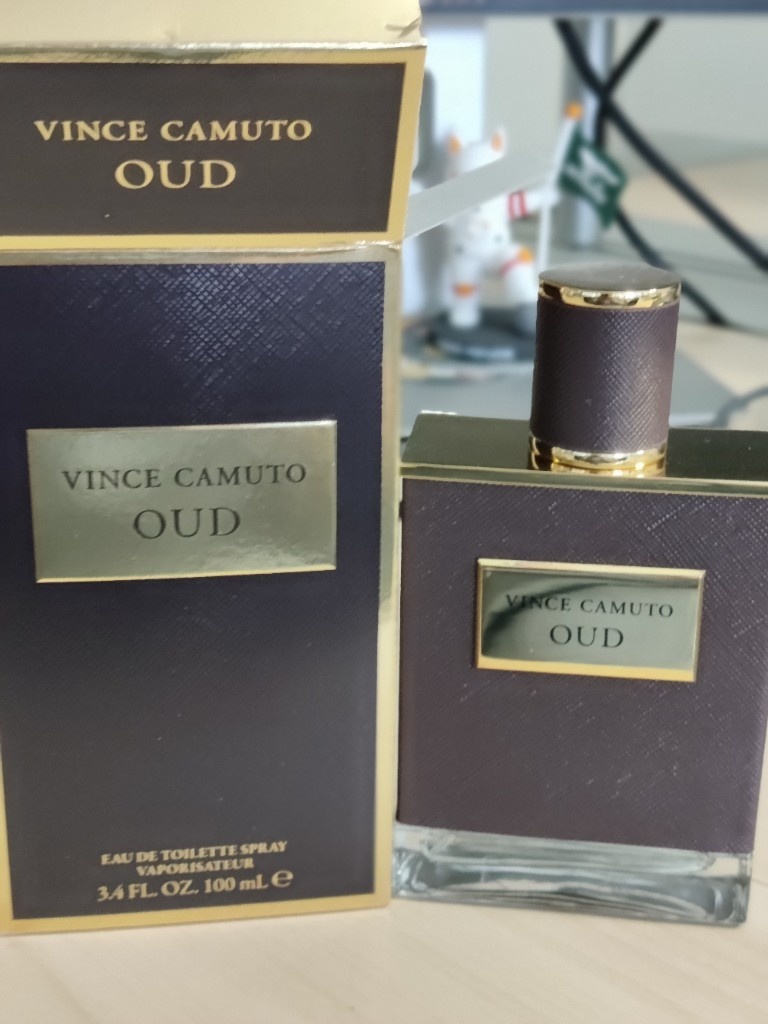 VINCE CAMUTO
OUD
VINCE CAMUTO
OUD
EAU DE TOILETTE SPRAY
VAPORISATEUR
3.4 FL. OZ. 100 mL ℮
VINCE CAMUTO
OUD